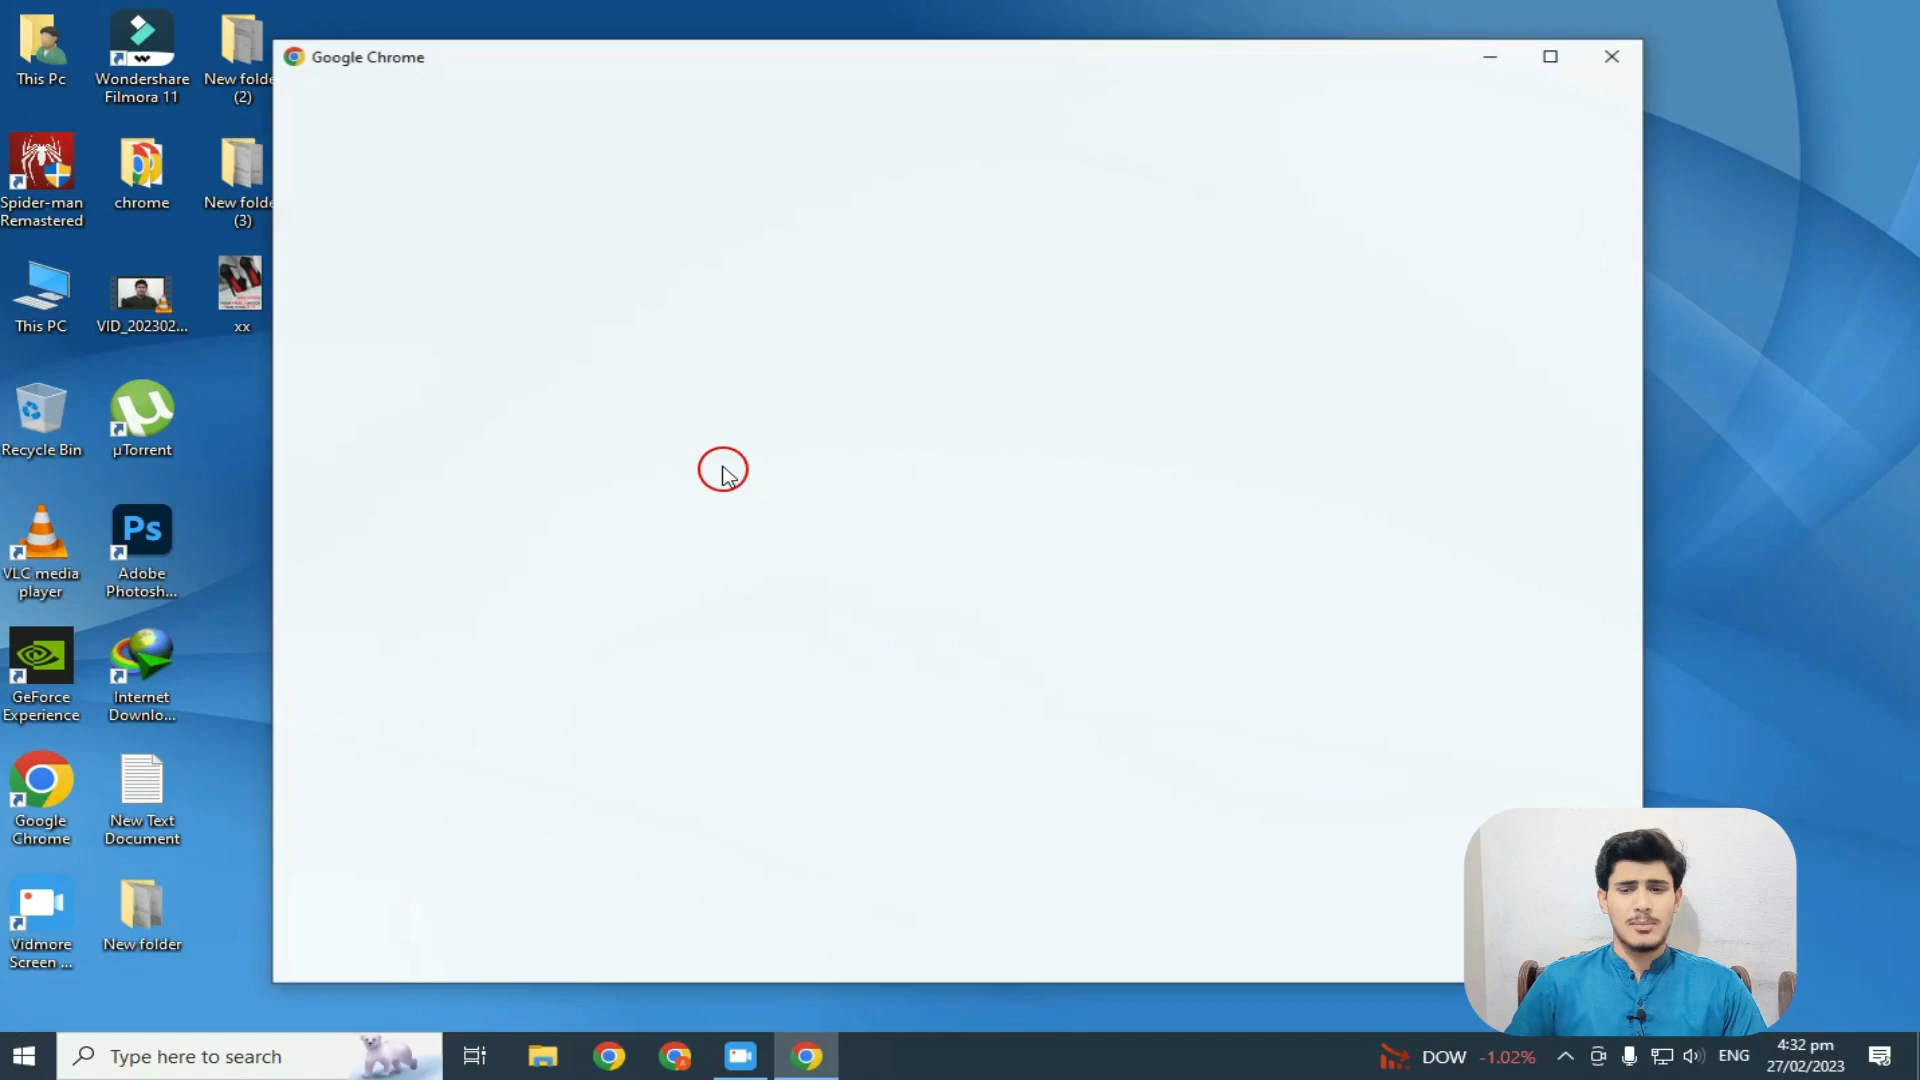 This Pc
Wondershare
Filmora 11
New folde
(2)
Google Chrome
Spider-man
Remastered
chrome
New folde
(3)
This PC
VID_202302...
xx
Recycle Bin
µTorrent
VLC media
player
Ps
Adobe
Photosh...
GeForce
Experience
Internet
Downlo...
Google
Chrome
New Text
Document
Vidmore
Screen ...
New folder
Type here to search
DOW -1.02%
ENG
4:32 pm
27/02/2023